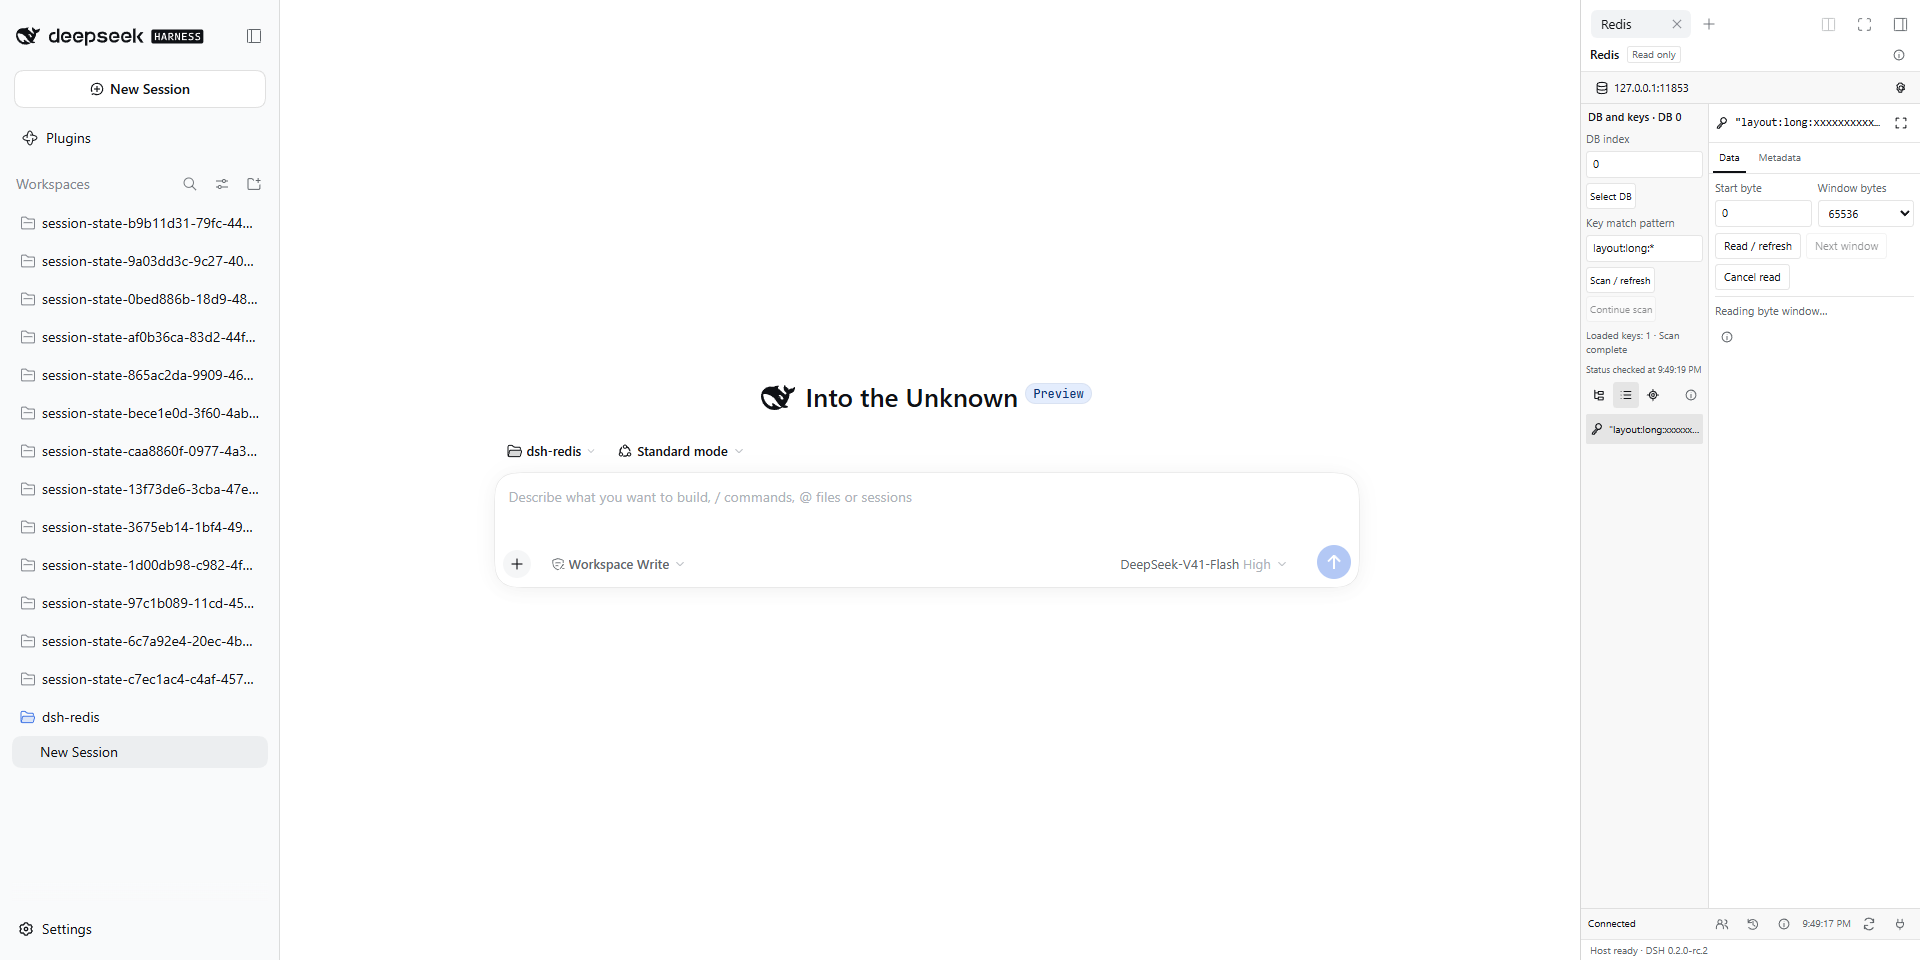 deepseek HARNESS
New Session
Plugins
Workspaces
session-state-b9b11d31-79fc-44...
session-state-9a03dd3c-9c27-40...
session-state-0bed886b-18d9-48...
session-state-af0b36ca-83d2-44f...
session-state-865ac2da-9909-46...
session-state-bece1e0d-3f60-4ab...
session-state-caa8860f-0977-4a3...
session-state-13f73de6-3cba-47e...
session-state-3675eb14-1bf4-49...
session-state-1d00db98-c982-4f...
session-state-97c1b089-11cd-45...
session-state-6c7a92e4-20ec-4b...
session-state-c7ec1ac4-c4af-457...
dsh-redis
New Session
Settings
Into the Unknown Preview
dsh-redis Standard mode
Describe what you want to build, / commands, @ files or sessions
Workspace Write DeepSeek-V41-Flash High
Redis
Redis Read only
127.0.0.1:11853
DB and keys · DB 0
DB index
0
Select DB
Key match pattern
layout:long:*
Scan / refresh
Continue scan
Loaded keys: 1 · Scan
complete
Status checked at 9:49:19 PM
"layout:long:xxxxxx...
"layout:long:xxxxxxxxxx...
Data Metadata
Start byte Window bytes
0 65536
Read / refresh Next window
Cancel read
Reading byte window...
Connected 9:49:17 PM
Host ready · DSH 0.2.0-rc.2